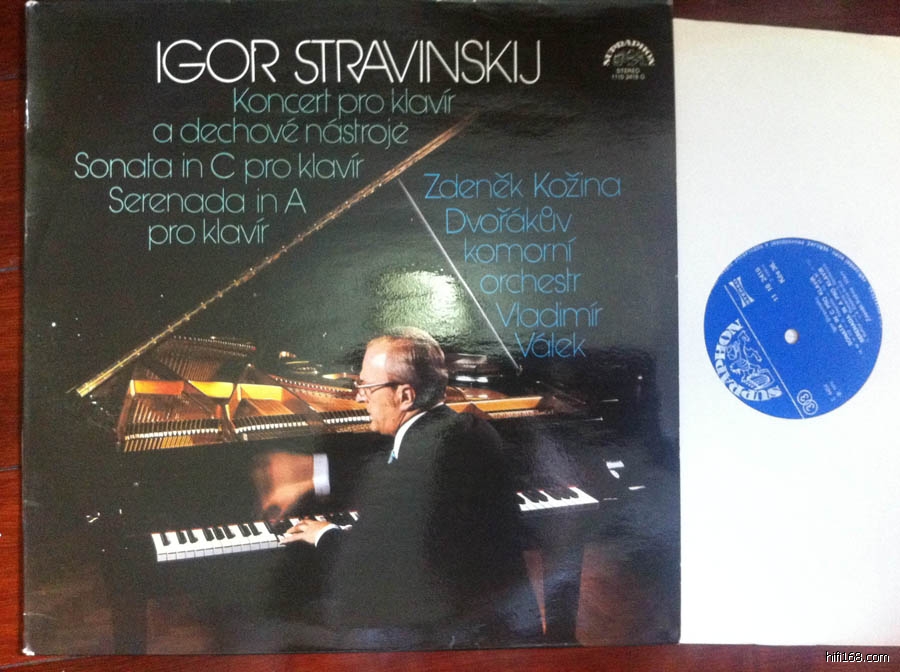 IGOR STRAVINSKIJ
Koncert pro klavír
a dechové nástroje
Sonata in C pro klavír
Serenada in A
pro klavír
Zdeněk Kožina
Dvořákův
komorní
orchestr
Vladimír
Válek
SUPRAPHON
STEREO
SUPRAPHON
33
hifi168.com